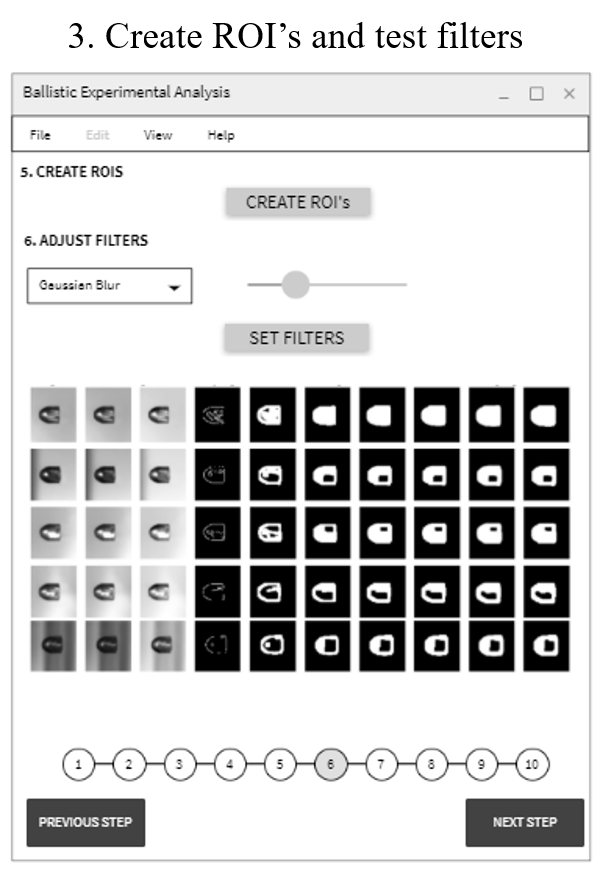 3. Create ROI’s and test filters
Ballistic Experimental Analysis
File Edit View Help
5. CREATE ROIS
CREATE ROI's
6. ADJUST FILTERS
Gaussian Blur
SET FILTERS
1 2 3 4 5 6 7 8 9 10
PREVIOUS STEP NEXT STEP